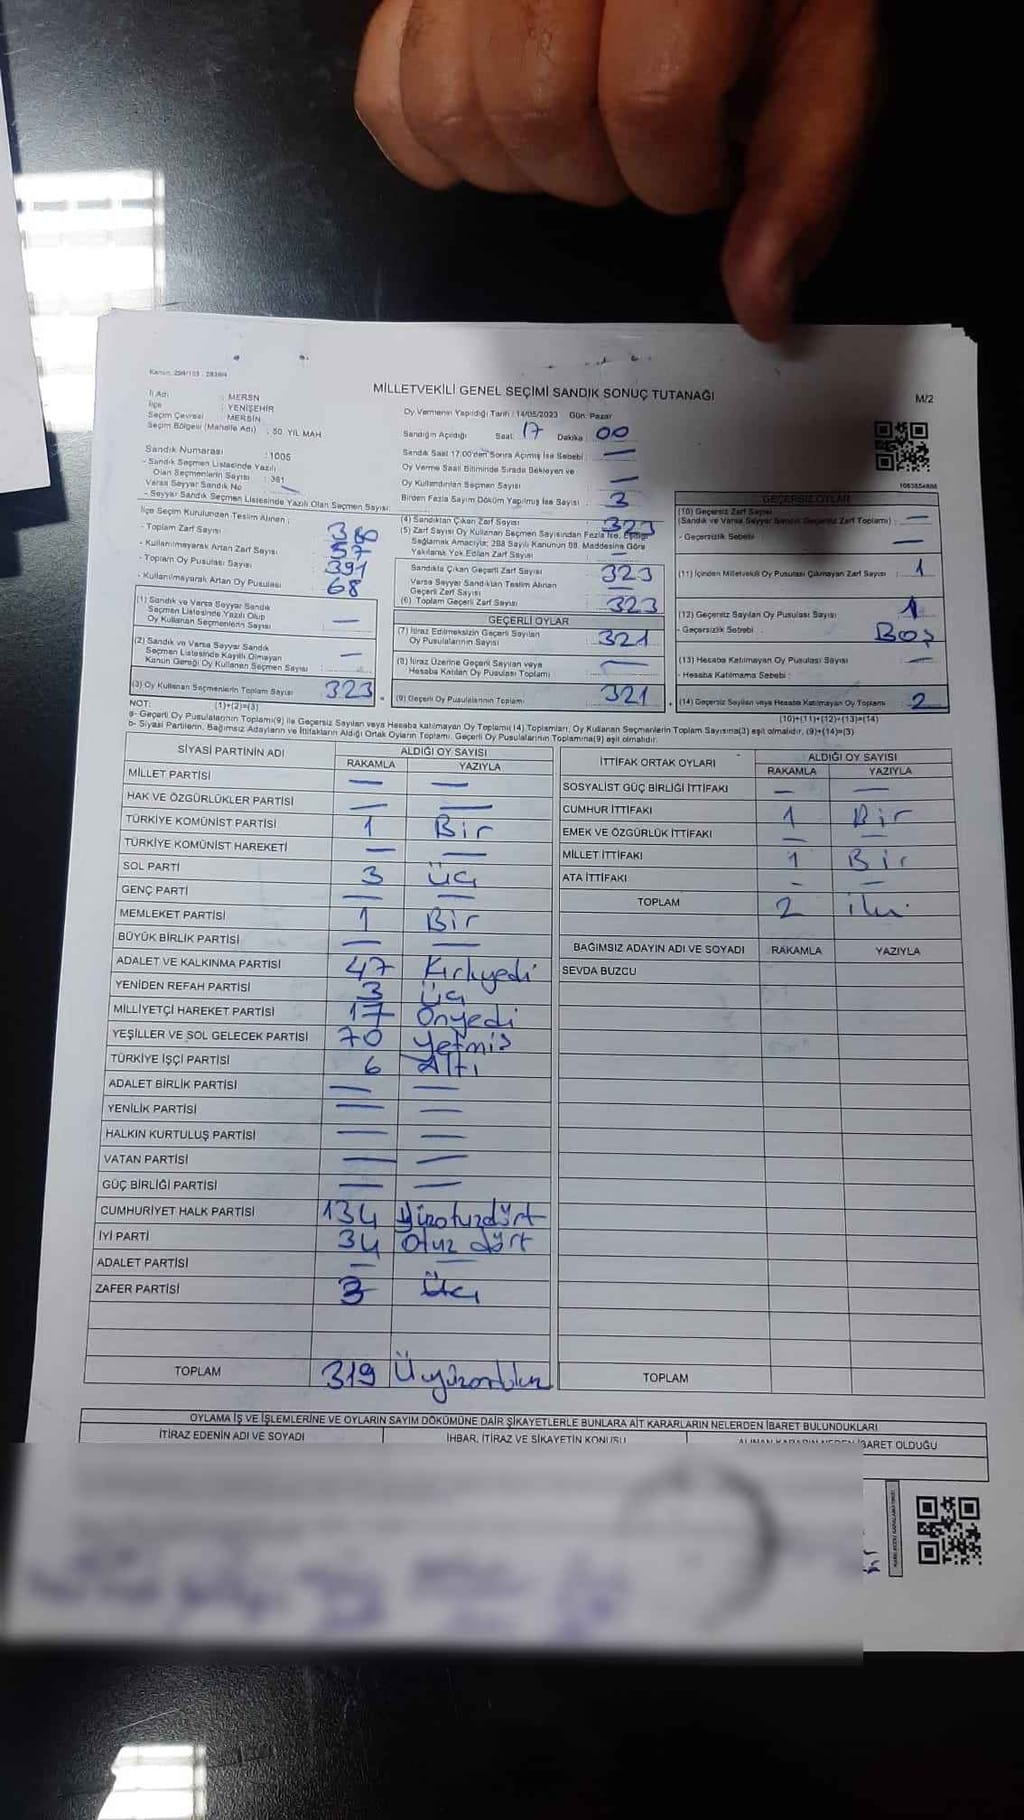 Kanun: 298/103 : 2839/4
MİLLETVEKİLİ GENEL SEÇİMİ SANDIK SONUÇ TUTANAĞI
M/2
İl Adı : MERSN
İlçe : YENİŞEHİR
Seçim Çevresi : MERSİN
Seçim Bölgesi (Mahalle Adı) : 50. YIL MAH
Sandık Numarası : 1005
- Sandık Seçmen Listesinde Yazılı
Olan Seçmenlerin Sayısı : 381
Varsa Seyyar Sandık No —
- Seyyar Sandık Seçmen Listesinde Yazılı Olan Seçmen Sayısı
Oy Vermenin Yapıldığı Tarih : 14/05/2023 Gün: Pazar
Sandığın Açıldığı Saat: 17 Dakika : 00
Sandık Saat 17:00'den Sonra Açılmış İse Sebebi : —
Oy Verme Saati Bitiminde Sırada Bekleyen ve
Oy Kullandırılan Seçmen Sayısı : —
Birden Fazla Sayım Döküm Yapılmış İse Sayısı : 3
İlçe Seçim Kurulundan Teslim Alınan :
- Toplam Zarf Sayısı : 380
- Kullanılmayarak Artan Zarf Sayısı : 57
- Toplam Oy Pusulası Sayısı : 391
- Kullanılmayarak Artan Oy Pusulası 68
(1) Sandık ve Varsa Seyyar Sandık
Seçmen Listesinde Yazılı Olup
Oy Kullanan Seçmenlerin Sayısı —
(2) Sandık ve Varsa Seyyar Sandık
Seçmen Listesinde Kayıtlı Olmayan
Kanun Gereği Oy Kullanan Seçmen Sayısı —
(3) Oy Kullanan Seçmenlerin Toplam Sayısı 323
(4) Sandıktan Çıkan Zarf Sayısı : 323
(5) Zarf Sayısı Oy Kullanan Seçmen Sayısından Fazla İse, Eşitliği
Sağlamak Amacıyla; 298 Sayılı Kanunun 98. Maddesine Göre
Yakılarak Yok Edilen Zarf Sayısı —
Sandıkta Çıkan Geçerli Zarf Sayısı 323
Varsa Seyyar Sandıktan Teslim Alınan
Geçerli Zarf Sayısı —
(6) Toplam Geçerli Zarf Sayısı 323
GEÇERLİ OYLAR
(7) İtiraz Edilmeksizin Geçerli Sayılan
Oy Pusulalarının Sayısı 321
(8) İtiraz Üzerine Geçerli Sayılan veya
Hesaba Katılan Oy Pusulası Toplamı —
(9) Geçerli Oy Pusulalarının Toplamı 321
1063854888
GEÇERSİZ OYLAR
(10) Geçersiz Zarf Sayısı
(Sandık ve Varsa Seyyar Sandık Geçersiz Zarf Toplamı) : —
- Geçersizlik Sebebi : —
(11) İçinden Milletvekili Oy Pusulası Çıkmayan Zarf Sayısı : 1
(12) Geçersiz Sayılan Oy Pusulası Sayısı 1
- Geçersizlik Sebebi : Boş
(13) Hesaba Katılmayan Oy Pusulası Sayısı —
- Hesaba Katılmama Sebebi :
(14) Geçersiz Sayılan veya Hesaba Katılmayan Oy Toplamı 2
NOT: (1)+(2)=(3)
(10)+(11)+(12)+(13)=(14)
a- Geçerli Oy Pusulalarının Toplamı(9) ile Geçersiz Sayılan veya Hesaba katılmayan Oy Toplamı(14) Toplamları, Oy Kullanan Seçmenlerin Toplam Sayısına(3) eşit olmalıdır. (9)+(14)=(3)
b- Siyasi Partilerin, Bağımsız Adayların ve İttifakların Aldığı Ortak Oyların Toplamı, Geçerli Oy Pusulalarının Toplamına(9) eşit olmalıdır.
SİYASİ PARTİNİN ADI ALDIĞI OY SAYISI
RAKAMLA YAZIYLA
MİLLET PARTİSİ — —
HAK VE ÖZGÜRLÜKLER PARTİSİ — —
TÜRKİYE KOMÜNİST PARTİSİ 1 Bir
TÜRKİYE KOMÜNİST HAREKETİ — —
SOL PARTİ 3 Üç
GENÇ PARTİ — —
MEMLEKET PARTİSİ 1 Bir
BÜYÜK BİRLİK PARTİSİ — —
ADALET VE KALKINMA PARTİSİ 47 Kırkyedi
YENİDEN REFAH PARTİSİ 3 Üç
MİLLİYETÇİ HAREKET PARTİSİ 17 Onyedi
YEŞİLLER VE SOL GELECEK PARTİSİ 70 Yetmiş
TÜRKİYE İŞÇİ PARTİSİ 6 Altı
ADALET BİRLİK PARTİSİ — —
YENİLİK PARTİSİ — —
HALKIN KURTULUŞ PARTİSİ — —
VATAN PARTİSİ — —
GÜÇ BİRLİĞİ PARTİSİ — —
CUMHURİYET HALK PARTİSİ 134 Yüzotuzdört
İYİ PARTİ 34 Otuz dört
ADALET PARTİSİ — —
ZAFER PARTİSİ 3 Üç
TOPLAM 319 Üçyüzondokuz
İTTİFAK ORTAK OYLARI ALDIĞI OY SAYISI
RAKAMLA YAZIYLA
SOSYALİST GÜÇ BİRLİĞİ İTTİFAKI — —
CUMHUR İTTİFAKI 1 Bir
EMEK VE ÖZGÜRLÜK İTTİFAKI — —
MİLLET İTTİFAKI 1 Bir
ATA İTTİFAKI - —
TOPLAM 2 iki
BAĞIMSIZ ADAYIN ADI VE SOYADI RAKAMLA YAZIYLA
SEVDA BUZCU
TOPLAM
OYLAMA İŞ VE İŞLEMLERİNE VE OYLARIN SAYIM DÖKÜMÜNE DAİR ŞİKAYETLERLE BUNLARA AİT KARARLARIN NELERDEN İBARET BULUNDUKLARI
İTİRAZ EDENİN ADI VE SOYADI İHBAR, İTİRAZ VE ŞİKAYETİN KONUSU ALINAN KARARIN NEDEN İBARET OLDUĞU